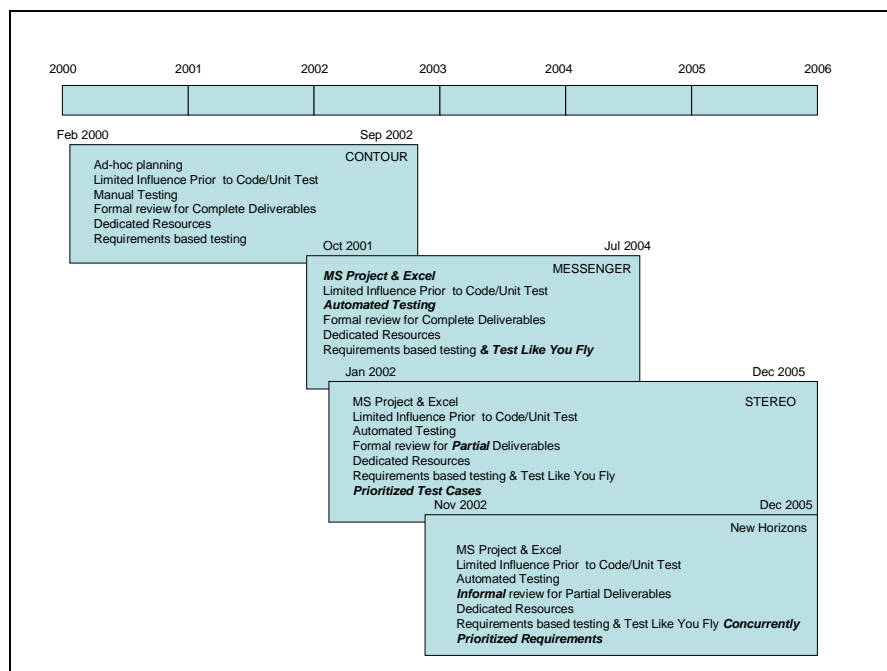 2000 2001 2002 2003 2004 2005 2006
Feb 2000 Sep 2002
CONTOUR
Ad-hoc planning
Limited Influence Prior to Code/Unit Test
Manual Testing
Formal review for Complete Deliverables
Dedicated Resources
Requirements based testing
Oct 2001 Jul 2004
MESSENGER
MS Project & Excel
Limited Influence Prior to Code/Unit Test
Automated Testing
Formal review for Complete Deliverables
Dedicated Resources
Requirements based testing & Test Like You Fly
Jan 2002 Dec 2005
STEREO
MS Project & Excel
Limited Influence Prior to Code/Unit Test
Automated Testing
Formal review for Partial Deliverables
Dedicated Resources
Requirements based testing & Test Like You Fly
Prioritized Test Cases
Nov 2002 Dec 2005
New Horizons
MS Project & Excel
Limited Influence Prior to Code/Unit Test
Automated Testing
Informal review for Partial Deliverables
Dedicated Resources
Requirements based testing & Test Like You Fly Concurrently
Prioritized Requirements